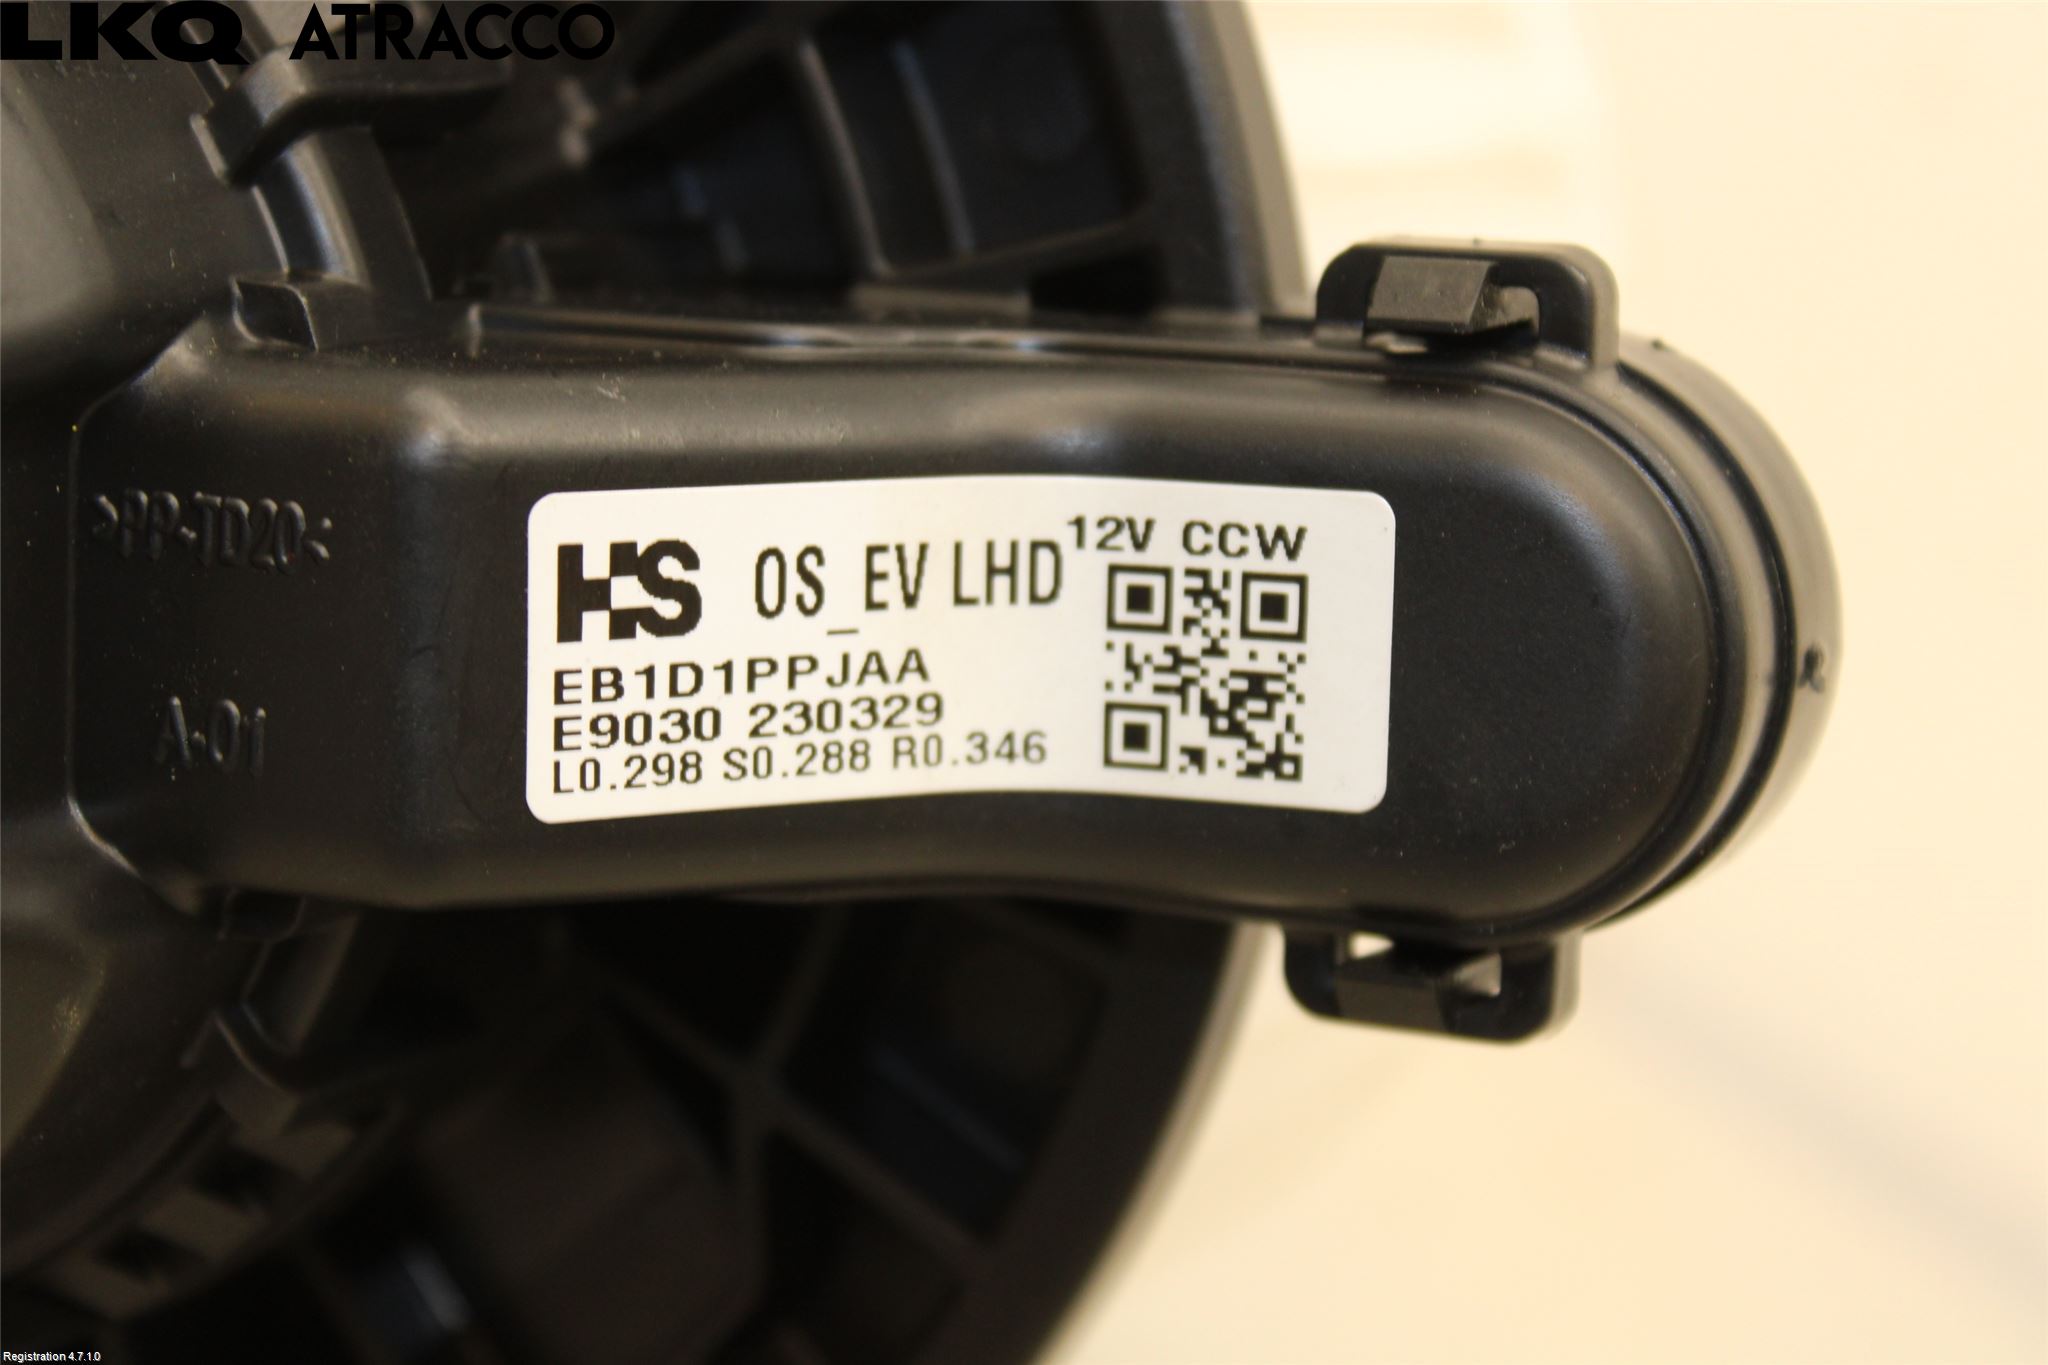 LKQ ATRACCO
>PP-TD20<
A-01
HS OS_EV LHD 12V CCW
EB1D1PPJAA
E9030 230329
L0.298 S0.288 R0.346
Registration 4.7.1.0